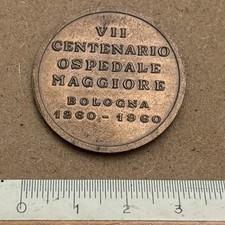 VII
CENTENARIO
OSPEDALE
MAGGIORE
BOLOGNA
1260-1960
0 1 2 3